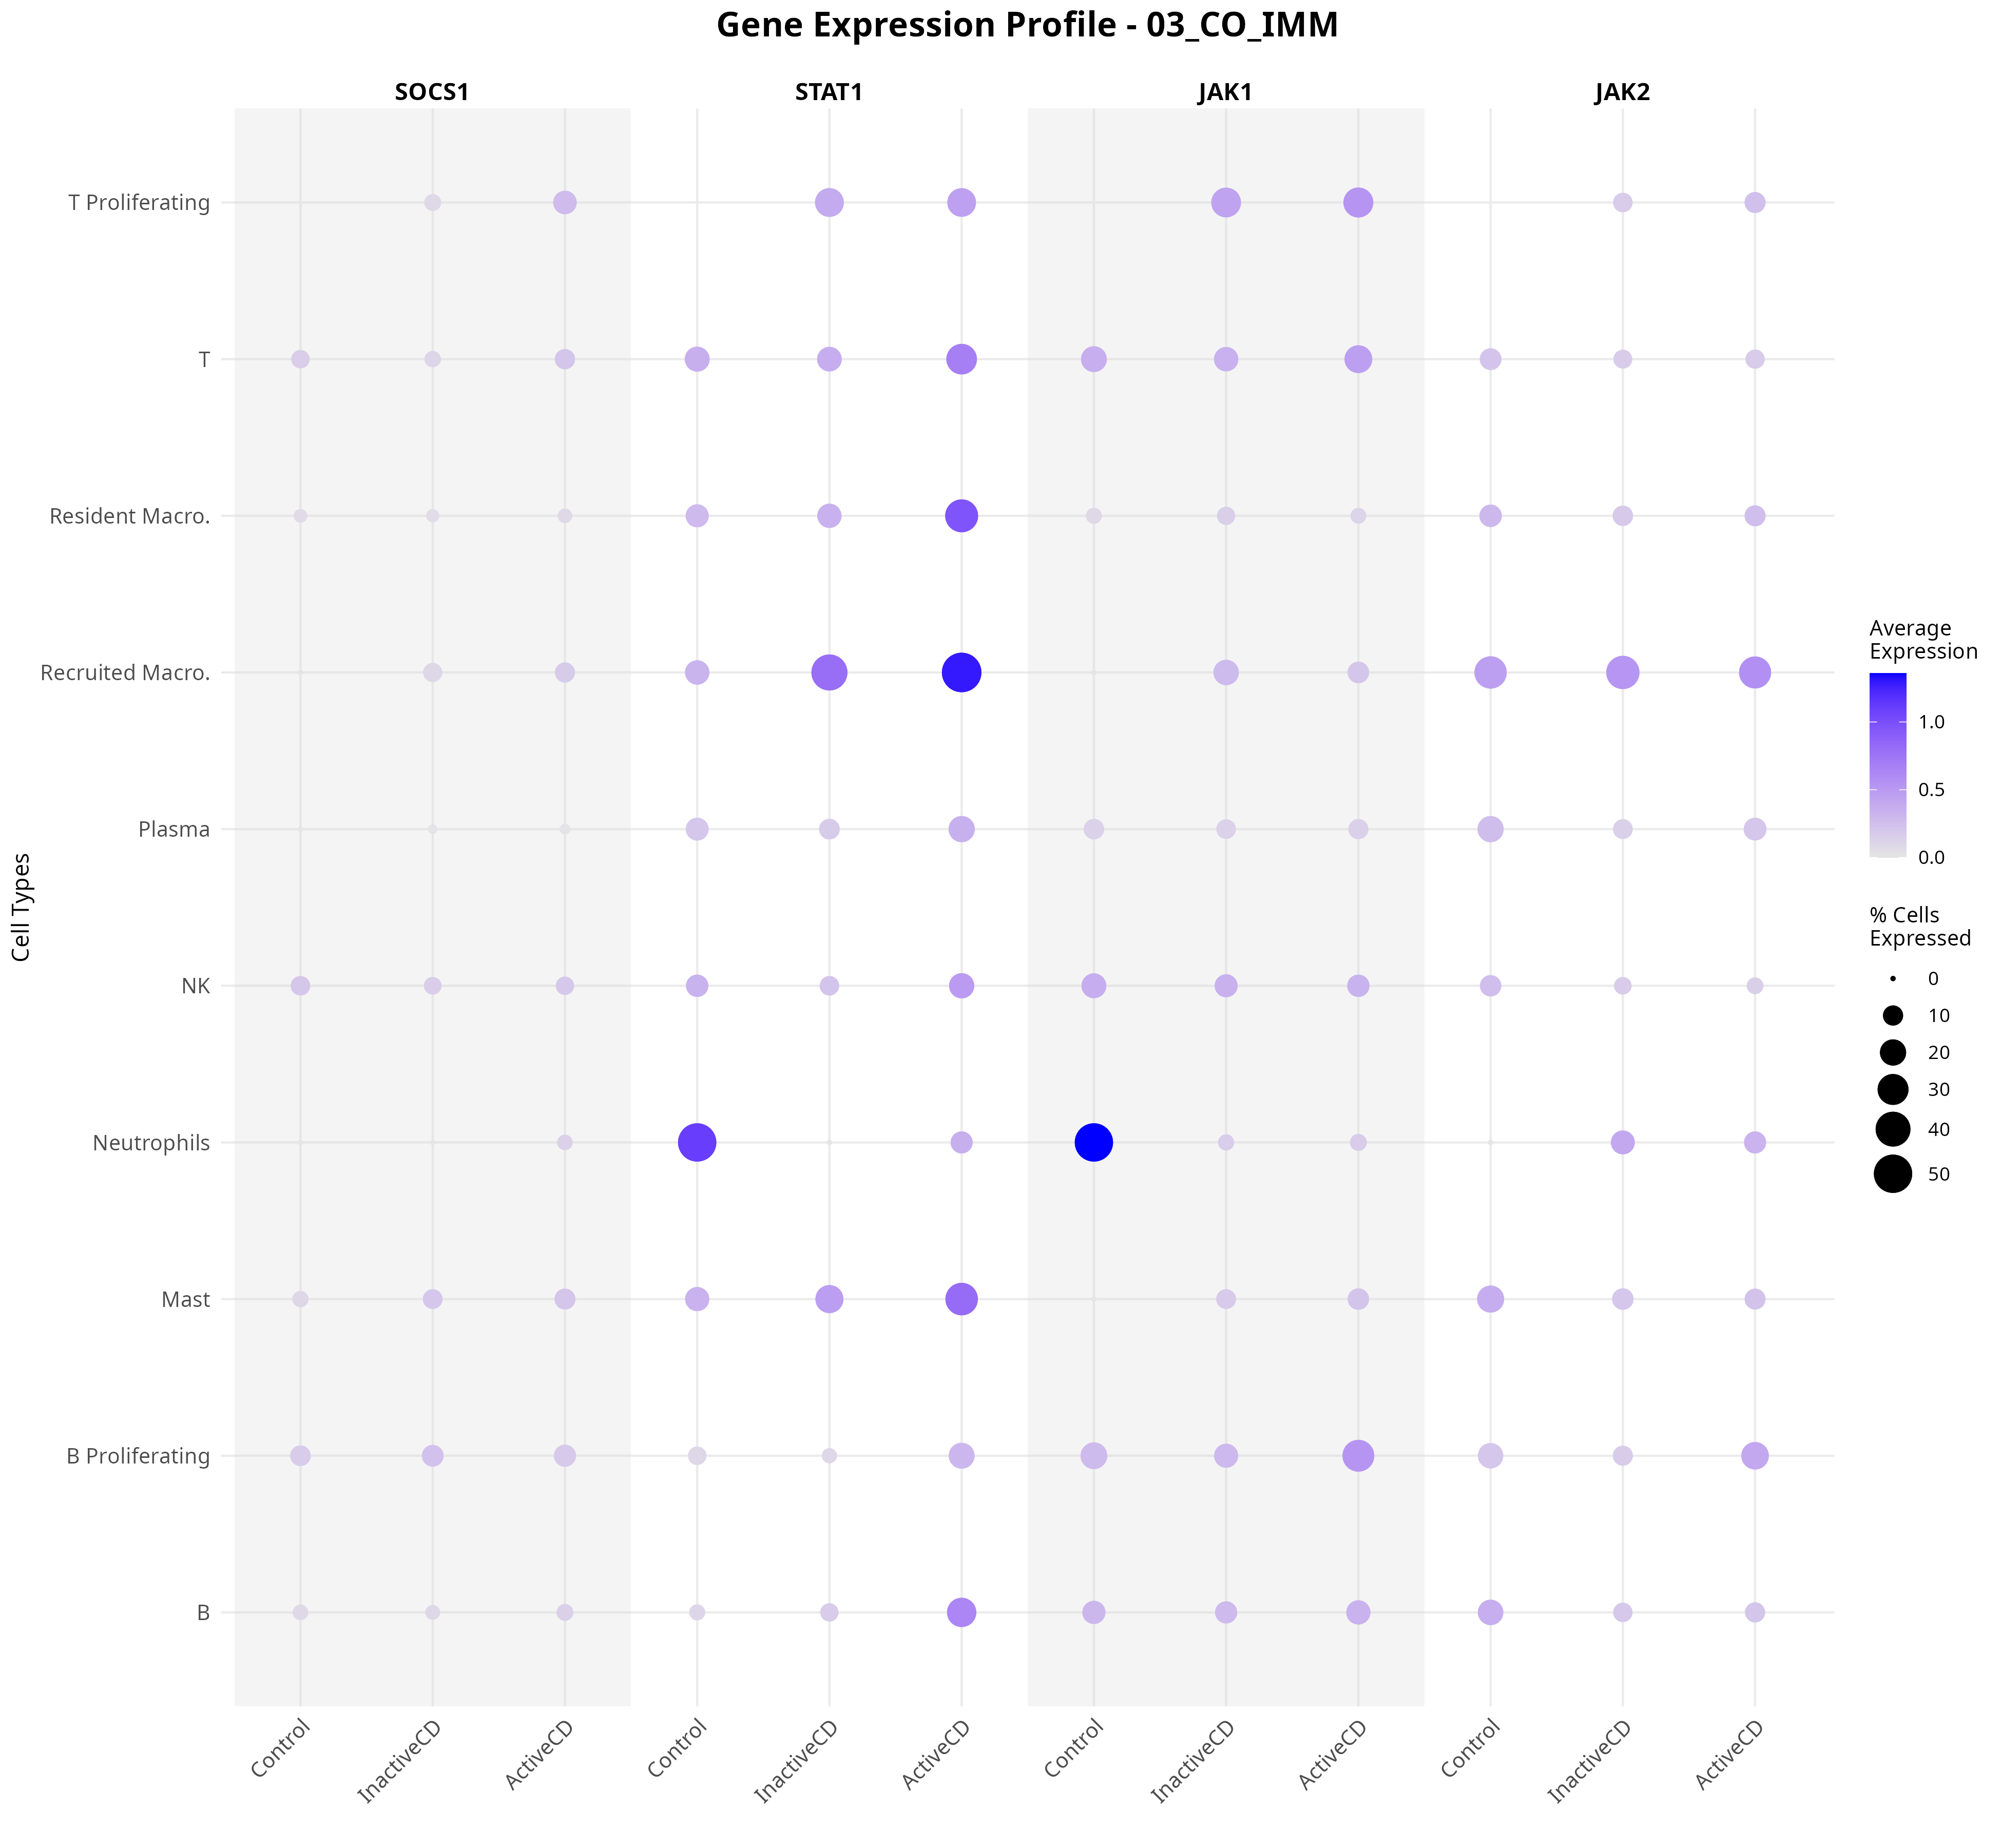 Gene Expression Profile - 03_CO_IMM
SOCS1
STAT1
JAK1
JAK2
T Proliferating
T
Resident Macro.
Recruited Macro.
Plasma
NK
Neutrophils
Mast
B Proliferating
B
Cell Types
Control
InactiveCD
ActiveCD
Control
InactiveCD
ActiveCD
Control
InactiveCD
ActiveCD
Control
InactiveCD
ActiveCD
Average
Expression
1.0
0.5
0.0
% Cells
Expressed
0
10
20
30
40
50